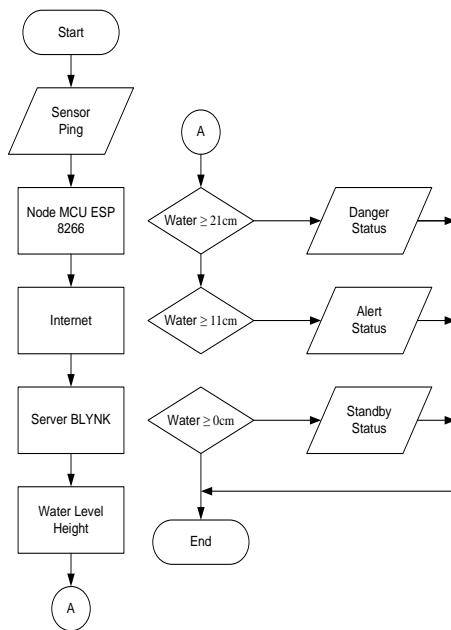 Start
Sensor
Ping
Node MCU ESP
8266
Internet
Server BLYNK
Water Level
Height
A
A
Water ≥ 21cm
Danger
Status
Water ≥ 11cm
Alert
Status
Water ≥ 0cm
Standby
Status
End